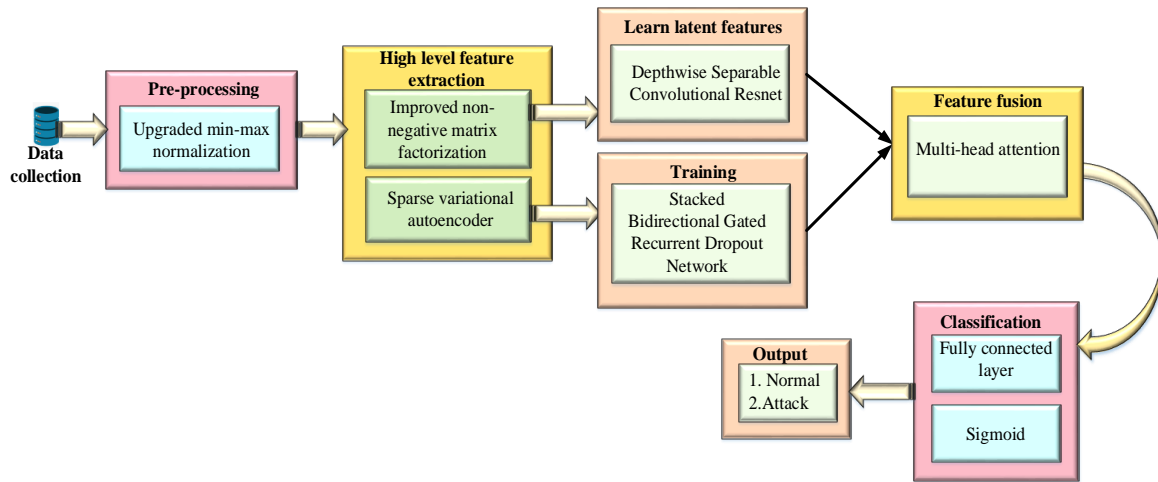 Data
collection
Pre-processing
Upgraded min-max
normalization
High level feature
extraction
Improved non-
negative matrix
factorization
Sparse variational
autoencoder
Learn latent features
Depthwise Separable
Convolutional Resnet
Training
Stacked
Bidirectional Gated
Recurrent Dropout
Network
Feature fusion
Multi-head attention
Classification
Fully connected
layer
Sigmoid
Output
1. Normal
2.Attack